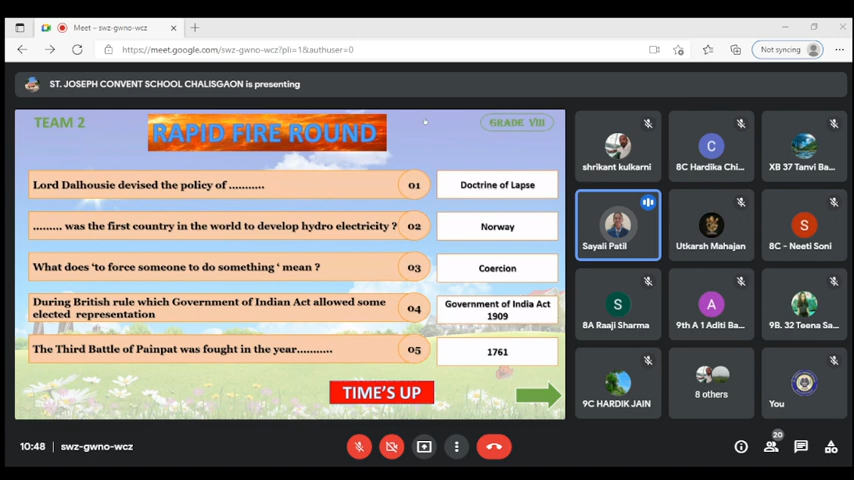 Meet – swz-gwno-wcz
https://meet.google.com/swz-gwno-wcz?pli=1&authuser=0
Not syncing
ST. JOSEPH CONVENT SCHOOL CHALISGAON is presenting
TEAM 2
RAPID FIRE ROUND
GRADE VIII
Lord Dalhousie devised the policy of ...........
01
Doctrine of Lapse
......... was the first country in the world to develop hydro electricity ?
02
Norway
What does ‘to force someone to do something ‘ mean ?
03
Coercion
During British rule which Government of Indian Act allowed some
elected representation
04
Government of India Act
1909
The Third Battle of Painpat was fought in the year...........
05
1761
TIME'S UP
shrikant kulkarni
C
8C Hardika Chi...
XB 37 Tanvi Ba...
Sayali Patil
Utkarsh Mahajan
S
8C - Neeti Soni
S
8A Raaji Sharma
A
9th A 1 Aditi Ba...
9B. 32 Teena Sa...
9C HARDIK JAIN
8 others
You
10:48 | swz-gwno-wcz
20